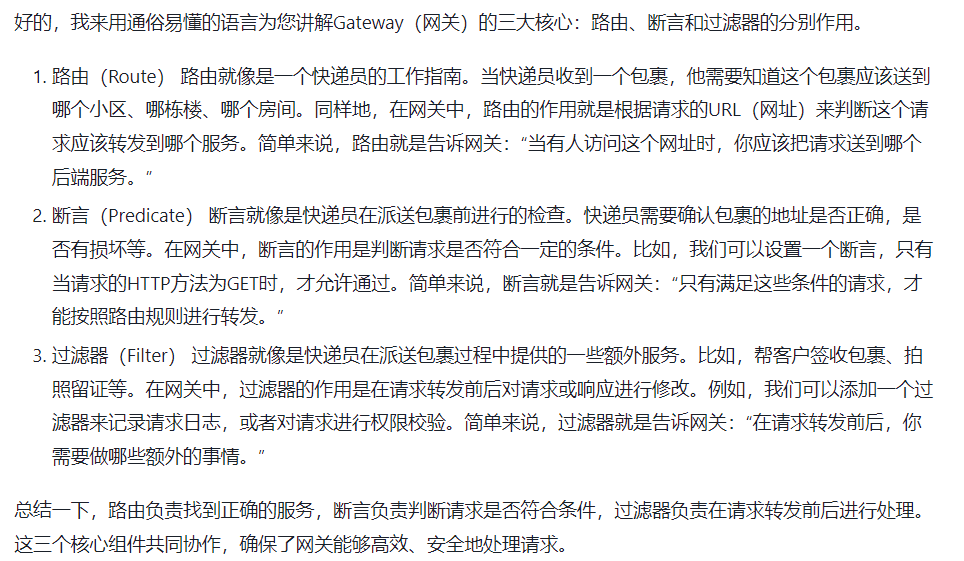 好的，我来用通俗易懂的语言为您讲解Gateway（网关）的三大核心：路由、断言和过滤器的分别作用。
1. 路由（Route） 路由就像是一个快递员的工作指南。当快递员收到一个包裹，他需要知道这个包裹应该送到
哪个小区、哪栋楼、哪个房间。同样地，在网关中，路由的作用就是根据请求的URL（网址）来判断这个请
求应该转发到哪个服务。简单来说，路由就是告诉网关：“当有人访问这个网址时，你应该把请求送到哪个
后端服务。”
2. 断言（Predicate） 断言就像是快递员在派送包裹前进行的检查。快递员需要确认包裹的地址是否正确，是
否有损坏等。在网关中，断言的作用是判断请求是否符合一定的条件。比如，我们可以设置一个断言，只有
当请求的HTTP方法为GET时，才允许通过。简单来说，断言就是告诉网关：“只有满足这些条件的请求，才
能按照路由规则进行转发。”
3. 过滤器（Filter） 过滤器就像是快递员在派送包裹过程中提供的一些额外服务。比如，帮客户签收包裹、拍
照留证等。在网关中，过滤器的作用是在请求转发前后对请求或响应进行修改。例如，我们可以添加一个过
滤器来记录请求日志，或者对请求进行权限校验。简单来说，过滤器就是告诉网关：“在请求转发前后，你
需要做哪些额外的事情。”
总结一下，路由负责找到正确的服务，断言负责判断请求是否符合条件，过滤器负责在请求转发前后进行处理。
这三个核心组件共同协作，确保了网关能够高效、安全地处理请求。